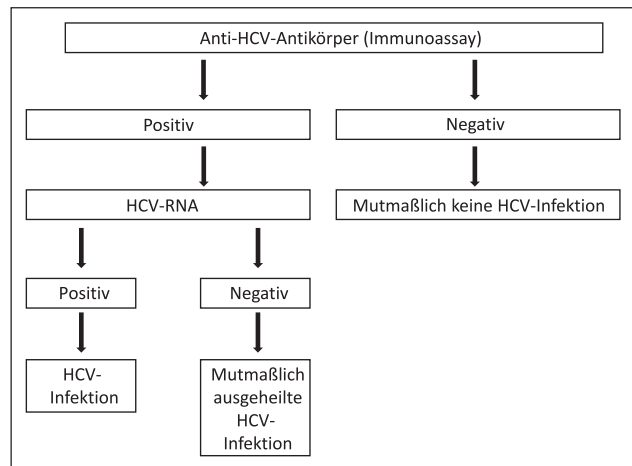 Anti-HCV-Antikörper (Immunoassay)
Positiv
Negativ
HCV-RNA
Mutmaßlich keine HCV-Infektion
Positiv
Negativ
HCV-
Infektion
Mutmaßlich
ausgeheilte
HCV-
Infektion